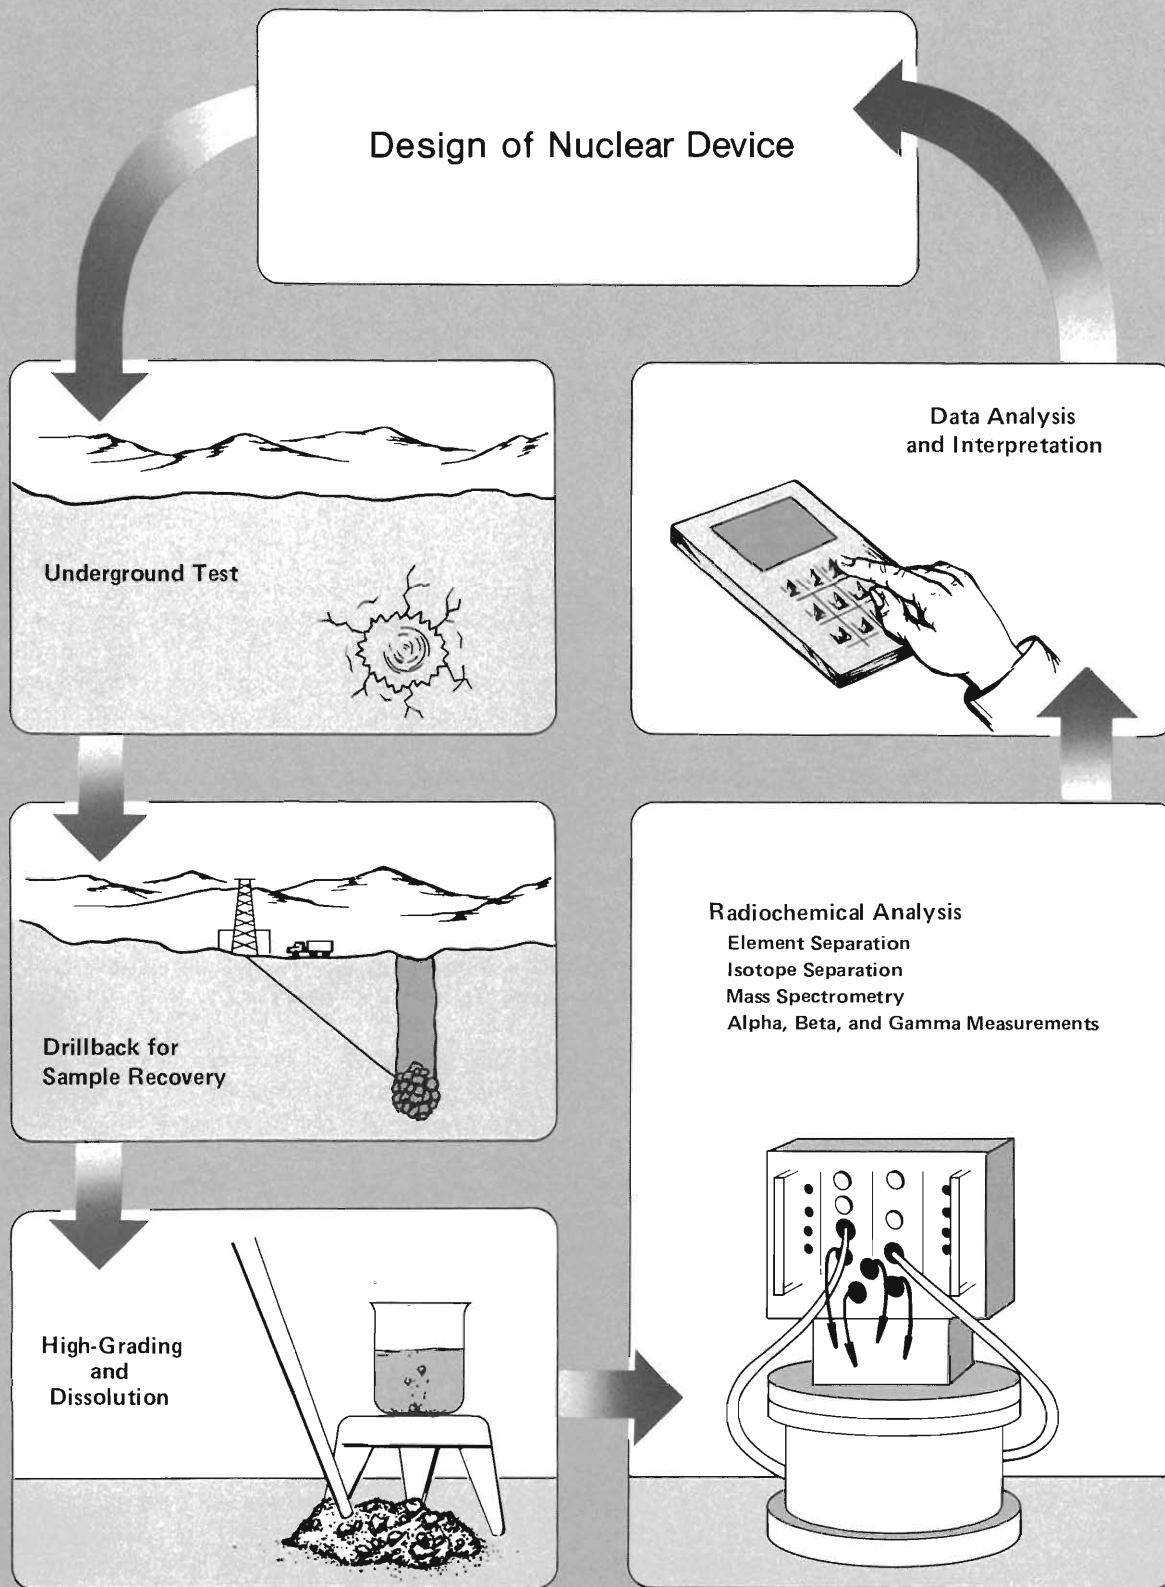 Design of Nuclear Device
Underground Test
Drillback for
Sample Recovery
High-Grading
and
Dissolution
Radiochemical Analysis
Element Separation
Isotope Separation
Mass Spectrometry
Alpha, Beta, and Gamma Measurements
Data Analysis
and Interpretation